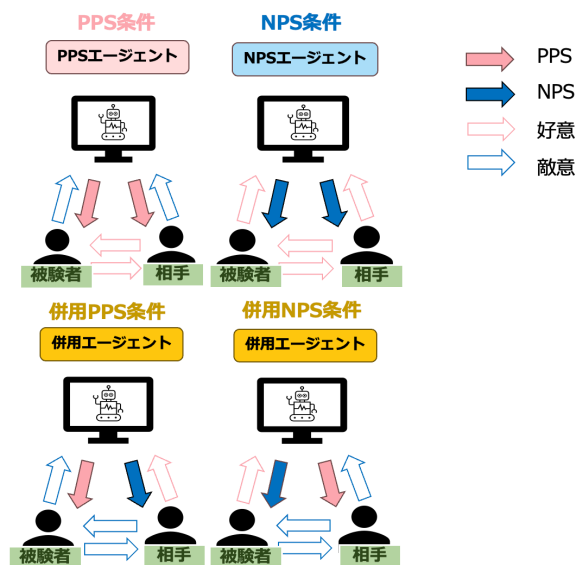 PPS条件
PPSエージェント
被験者
相手
NPS条件
NPSエージェント
被験者
相手
PPS
NPS
好意
敵意
併用PPS条件
併用エージェント
被験者
相手
併用NPS条件
併用エージェント
被験者
相手